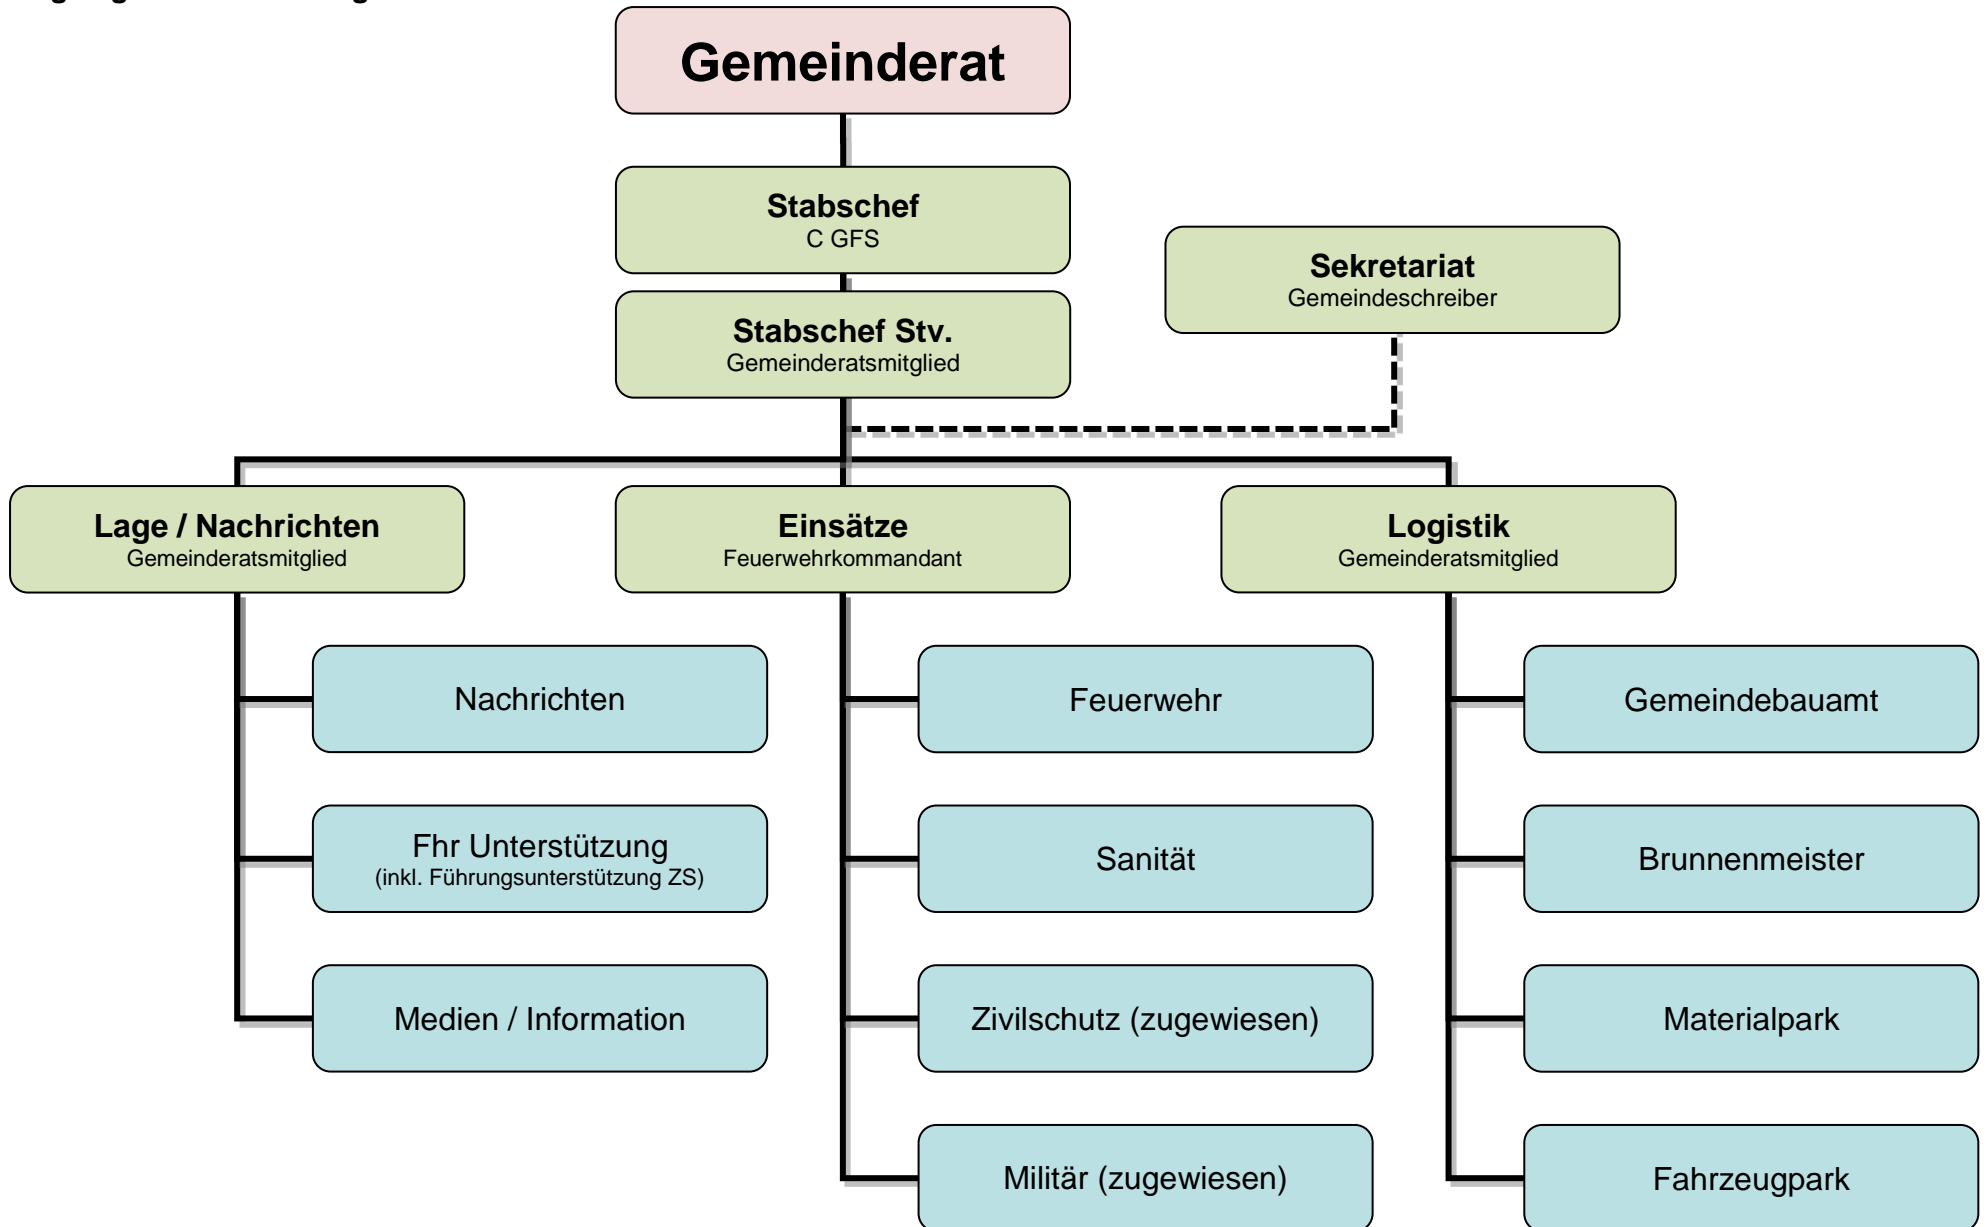 Gemeinderat
Stabschef
C GFS
Sekretariat
Gemeindeschreiber
Stabschef Stv.
Gemeinderatsmitglied
Lage / Nachrichten
Gemeinderatsmitglied
Einsätze
Feuerwehrkommandant
Logistik
Gemeinderatsmitglied
Nachrichten
Feuerwehr
Gemeindebauamt
Fhr Unterstützung
(inkl. Führungsunterstützung ZS)
Sanität
Brunnenmeister
Medien / Information
Zivilschutz (zugewiesen)
Materialpark
Militär (zugewiesen)
Fahrzeugpark